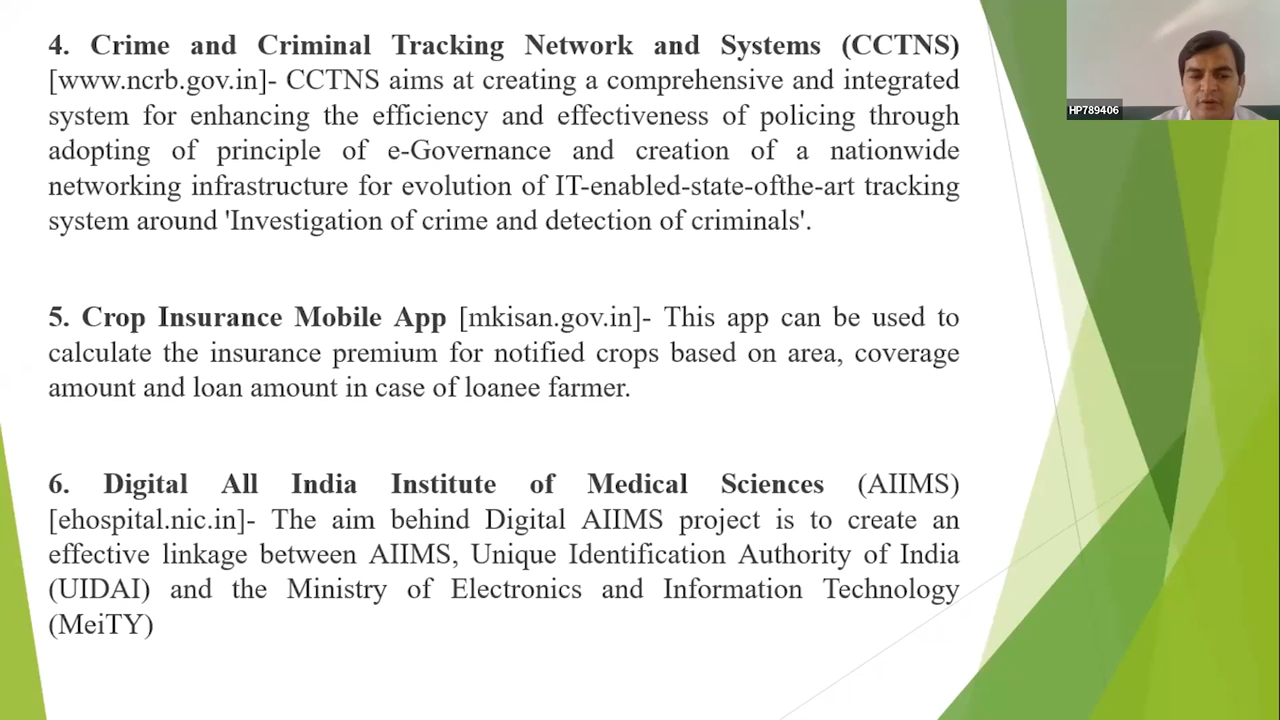 4. Crime and Criminal Tracking Network and Systems (CCTNS)
[www.ncrb.gov.in]- CCTNS aims at creating a comprehensive and integrated
system for enhancing the efficiency and effectiveness of policing through
adopting of principle of e-Governance and creation of a nationwide
networking infrastructure for evolution of IT-enabled-state-ofthe-art tracking
system around 'Investigation of crime and detection of criminals'.
5. Crop Insurance Mobile App [mkisan.gov.in]- This app can be used to
calculate the insurance premium for notified crops based on area, coverage
amount and loan amount in case of loanee farmer.
6. Digital All India Institute of Medical Sciences (AIIMS)
[ehospital.nic.in]- The aim behind Digital AIIMS project is to create an
effective linkage between AIIMS, Unique Identification Authority of India
(UIDAI) and the Ministry of Electronics and Information Technology
(MeiTY)
HP789406